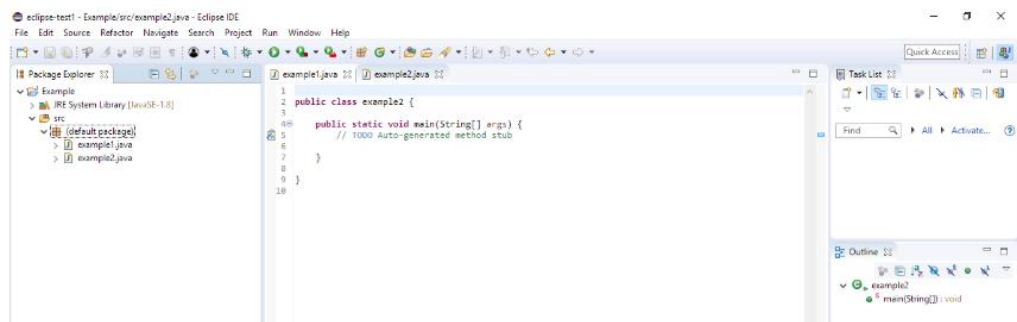 eclipse-test1 - Example/src/example2.java - Eclipse IDE
File Edit Source Refactor Navigate Search Project Run Window Help
Quick Access
Package Explorer
Example
JRE System Library [JavaSE-1.8]
src
(default package)
example1.java
example2.java
example1.java example2.java
1
2 public class example2 {
3
4 public static void main(String[] args) {
5 // TODO Auto-generated method stub
6
7 }
8
9 }
10
Task List
Find All Activate...
Outline
example2
main(String[]) : void